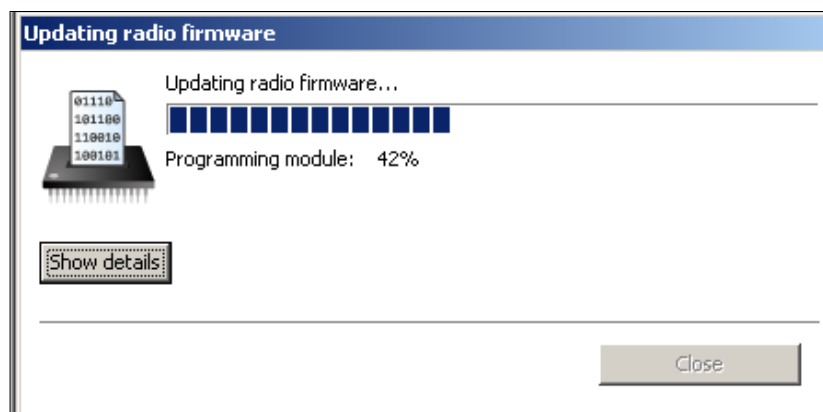 Updating radio firmware
01110
101100
110010
100101
Updating radio firmware...
Programming module: 42%
Show details
Close